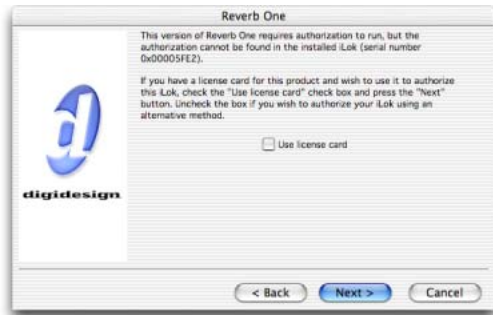 Reverb One
This version of Reverb One requires authorization to run, but the
authorization cannot be found in the installed iLok (serial number
0x00005FE2).
If you have a license card for this product and wish to use it to authorize
this iLok, check the "Use license card" check box and press the "Next"
button. Uncheck the box if you wish to authorize your iLok using an
alternative method.
Use license card
digidesign
< Back
Next >
Cancel